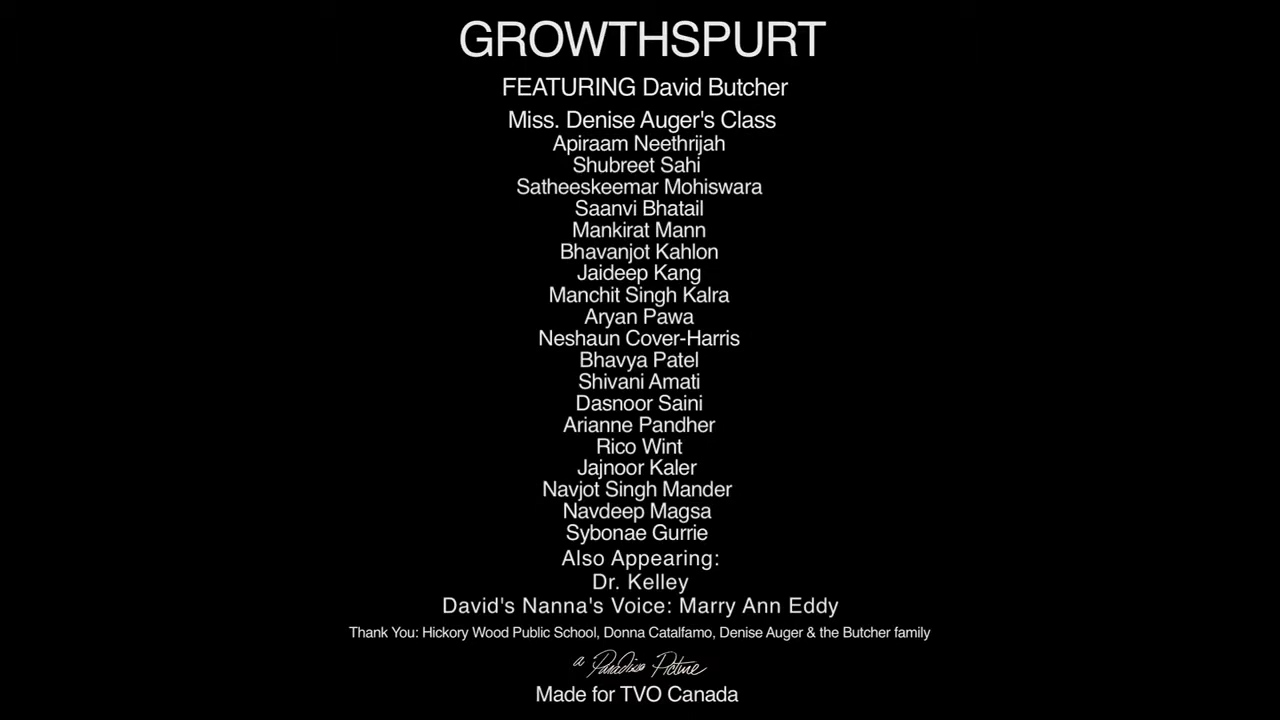 GROWTHSPURT
FEATURING David Butcher
Miss. Denise Auger's Class
Apiraam Neethrijah
Shubreet Sahi
Satheeskeemar Mohiswara
Saanvi Bhatail
Mankirat Mann
Bhavanjot Kahlon
Jaideep Kang
Manchit Singh Kalra
Aryan Pawa
Neshaun Cover-Harris
Bhavya Patel
Shivani Amati
Dasnoor Saini
Arianne Pandher
Rico Wint
Jajnoor Kaler
Navjot Singh Mander
Navdeep Magsa
Sybonae Gurrie
Also Appearing:
Dr. Kelley
David's Nanna's Voice: Marry Ann Eddy
Thank You: Hickory Wood Public School, Donna Catalfamo, Denise Auger & the Butcher family
a Paradiso Picture
Made for TVO Canada